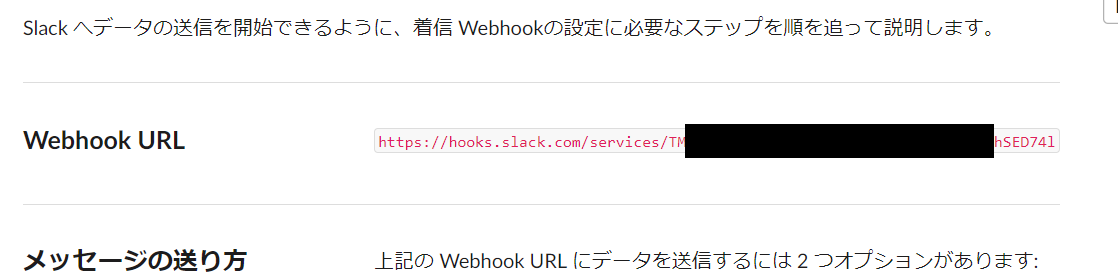 Slack へデータの送信を開始できるように、着信 Webhookの設定に必要なステップを順を追って説明します。
Webhook URL
https://hooks.slack.com/services/TM hSED74l
メッセージの送り方
上記の Webhook URL にデータを送信するには 2 つオプションがあります: